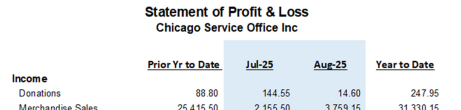 Statement of Profit & Loss
Chicago Service Office Inc
Prior Yr to Date Jul-25 Aug-25 Year to Date
Income
Donations 88.80 144.55 14.60 247.95
Merchandise Sales 25,415.50 2,155.50 3,759.15 31,330.15